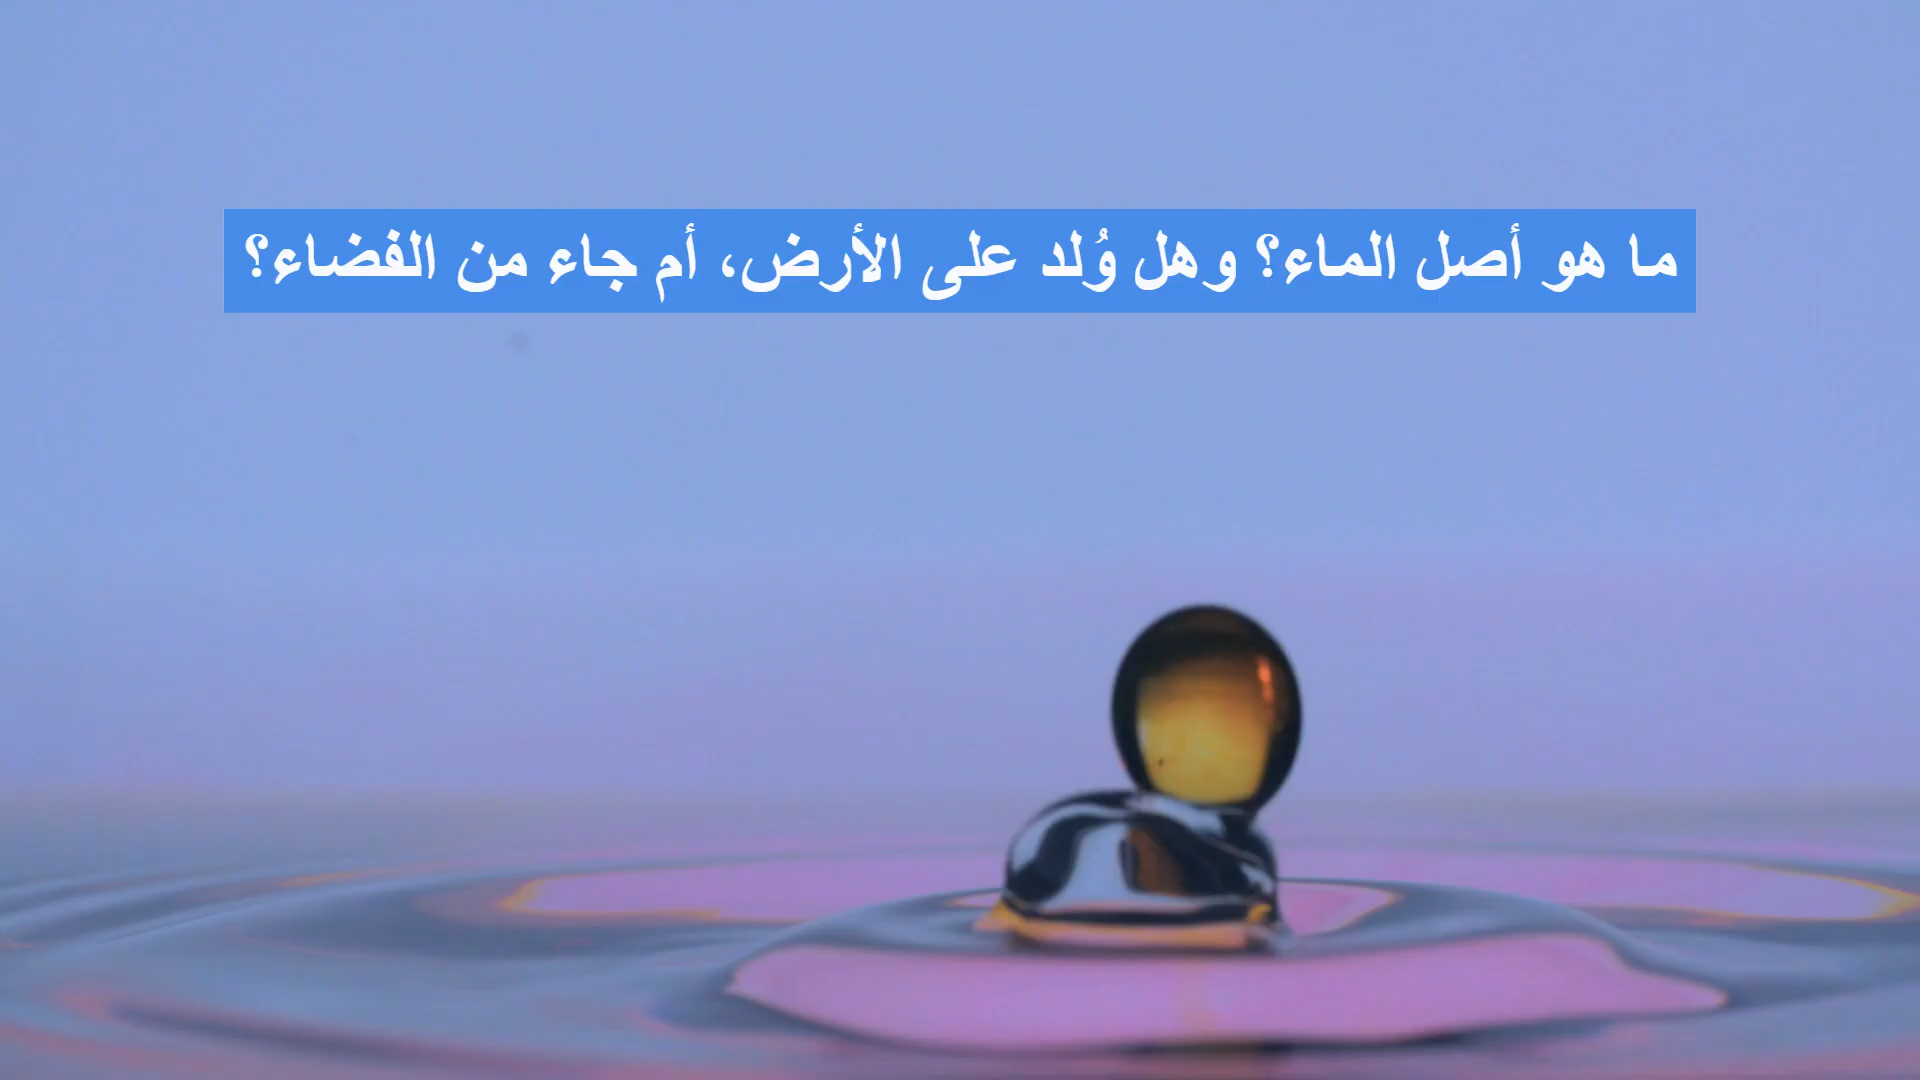 ما هو أصل الماء؟ وهل وُلد على الأرض، أم جاء من الفضاء؟